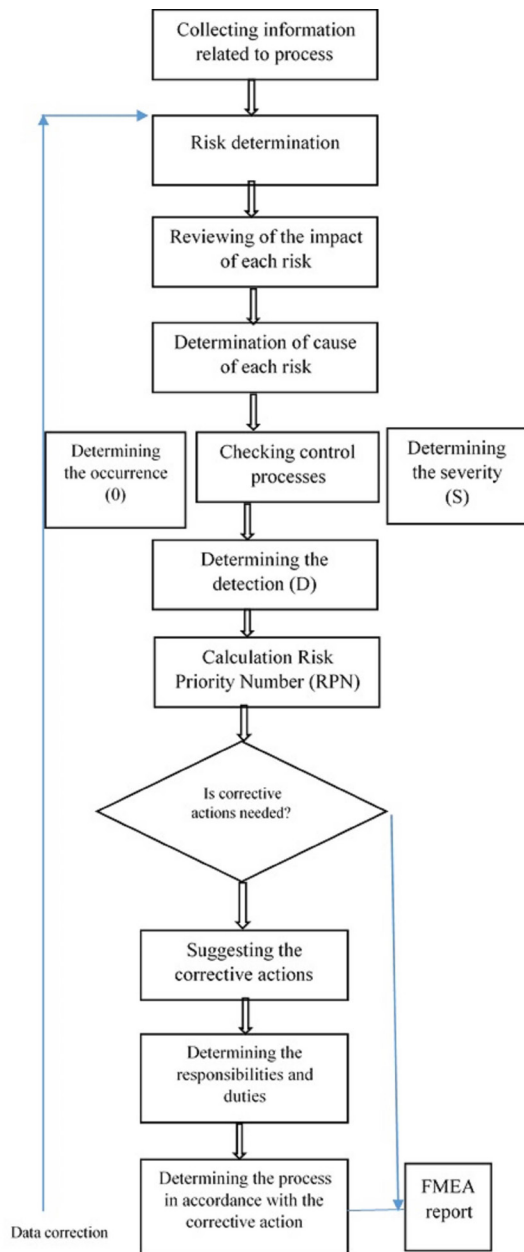 Collecting information
related to process
Risk determination
Reviewing of the impact
of each risk
Determination of cause
of each risk
Determining
the occurrence
(0)
Checking control
processes
Determining
the severity
(S)
Determining the
detection (D)
Calculation Risk
Priority Number (RPN)
Is corrective
actions needed?
Suggesting the
corrective actions
Determining the
responsibilities and
duties
Determining the process
in accordance with the
corrective action
FMEA
report
Data correction